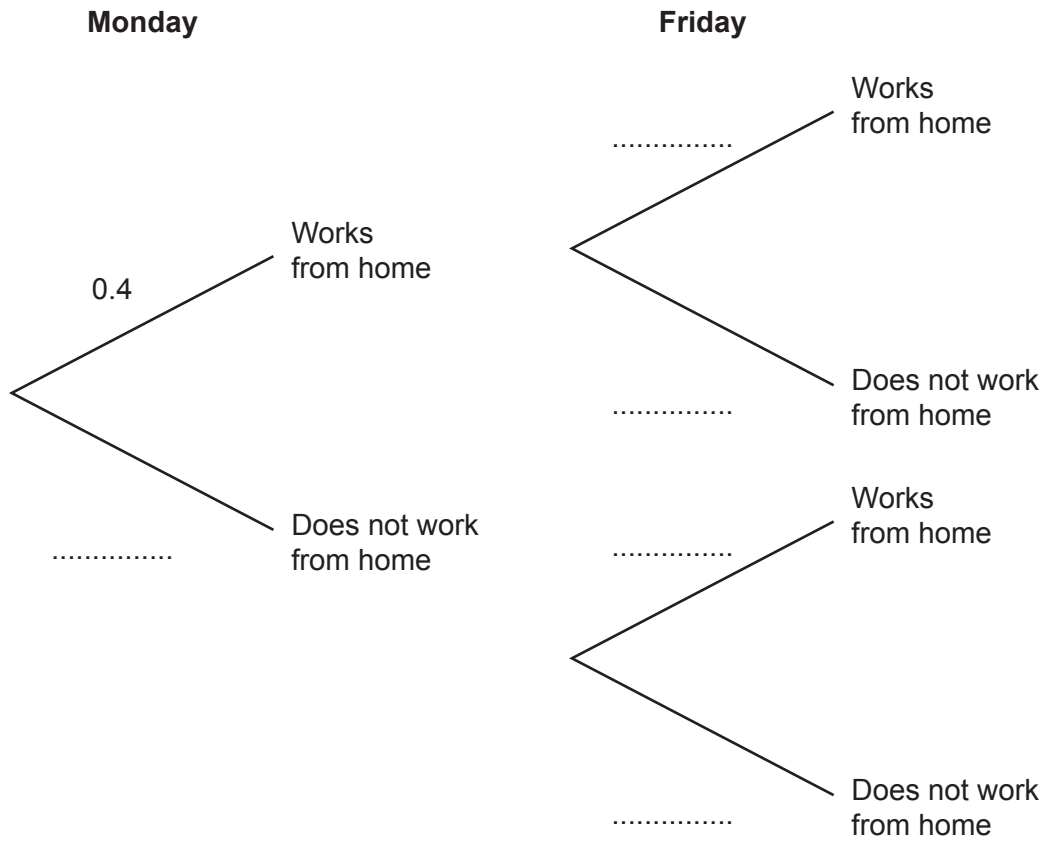 Monday
Friday
Works
from home
...............
Works
from home
0.4
Does not work
from home
...............
Works
from home
...............
Does not work
from home
...............
Does not work
from home
...............